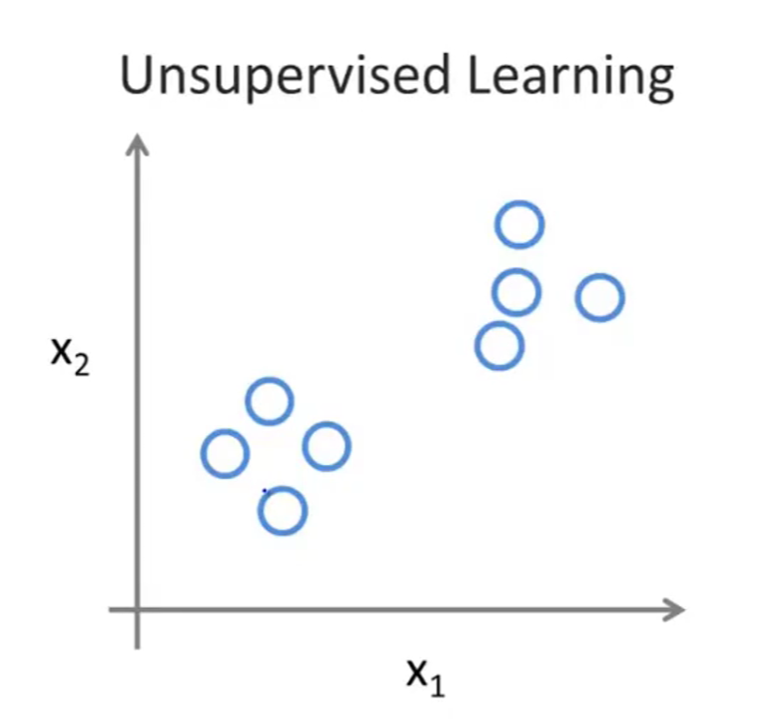 Unsupervised Learning
x₂
x₁